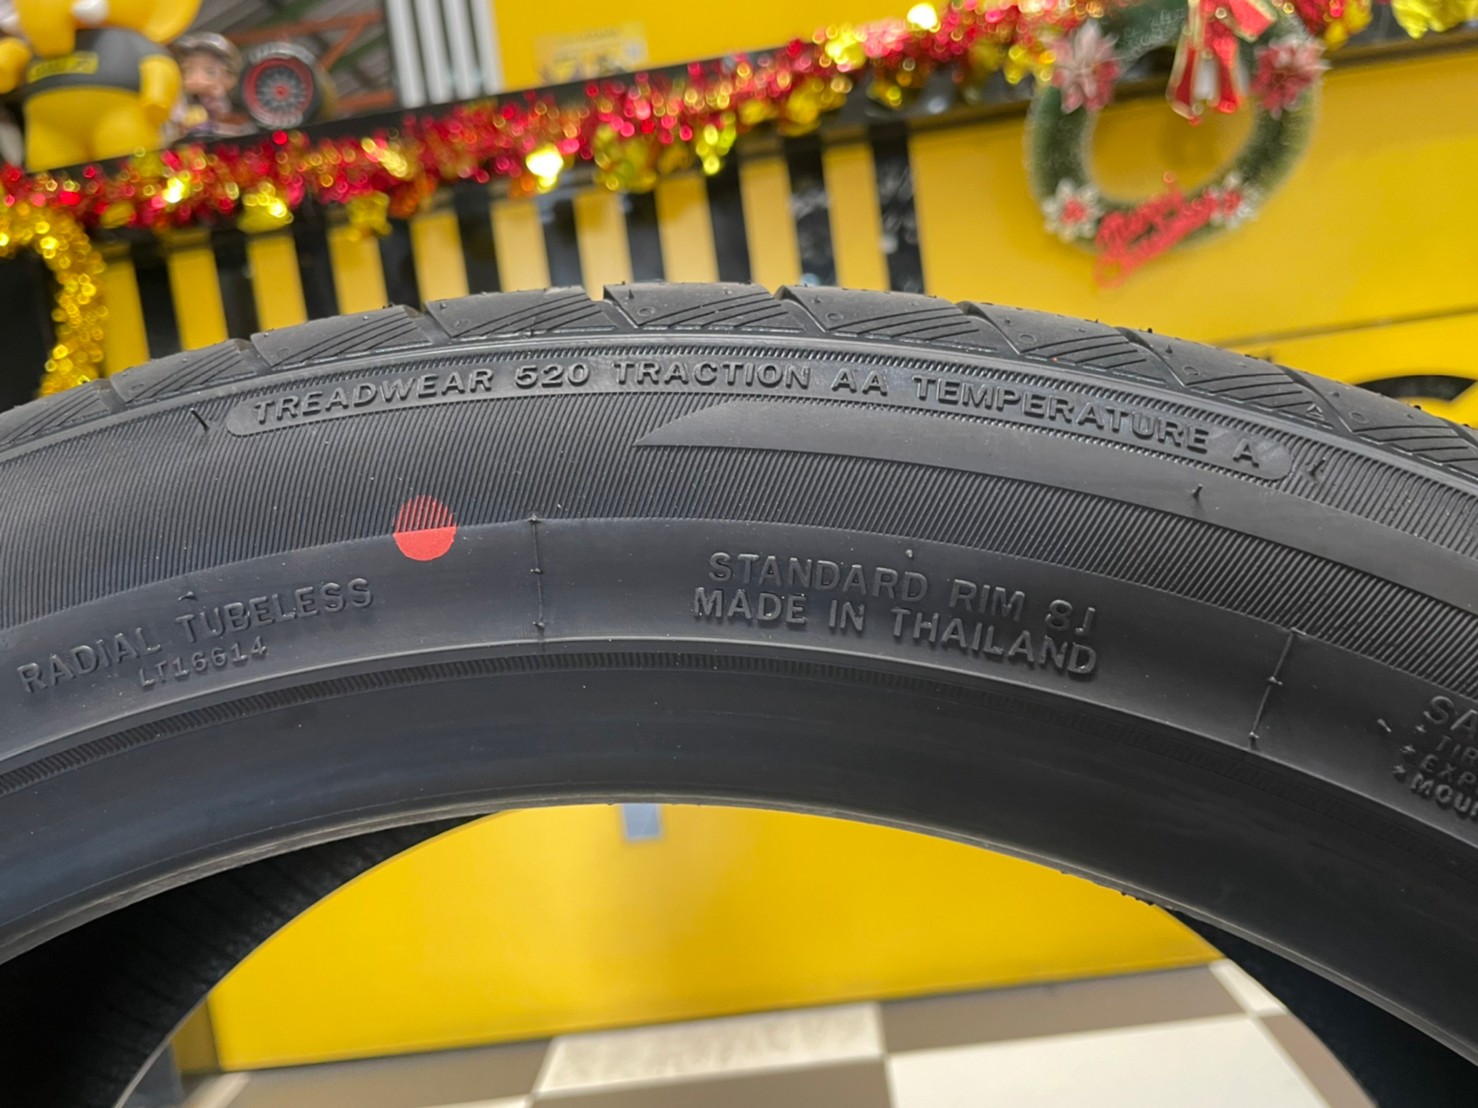 TREADWEAR 520 TRACTION AA TEMPERATURE A
RADIAL TUBELESS
LT16614
STANDARD RIM 8J
MADE IN THAILAND